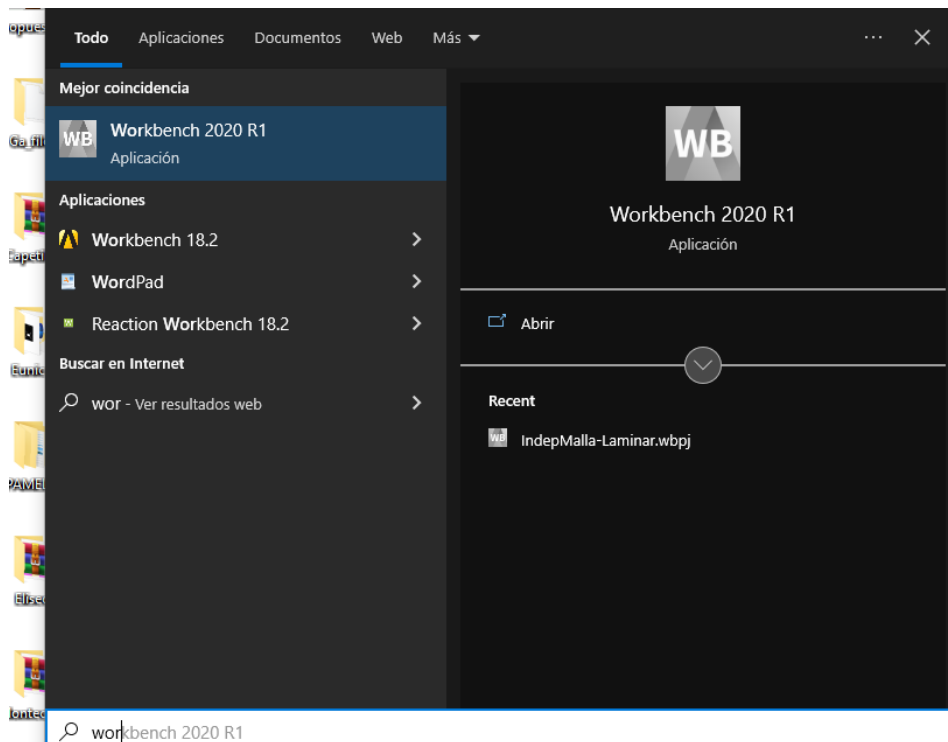 Todo Aplicaciones Documentos Web Más
Mejor coincidencia
WB Workbench 2020 R1
Aplicación
Aplicaciones
Workbench 18.2
WordPad
Reaction Workbench 18.2
Buscar en Internet
wor - Ver resultados web
WB
Workbench 2020 R1
Aplicación
Abrir
Recent
WB IndepMalla-Laminar.wbpj
workbench 2020 R1